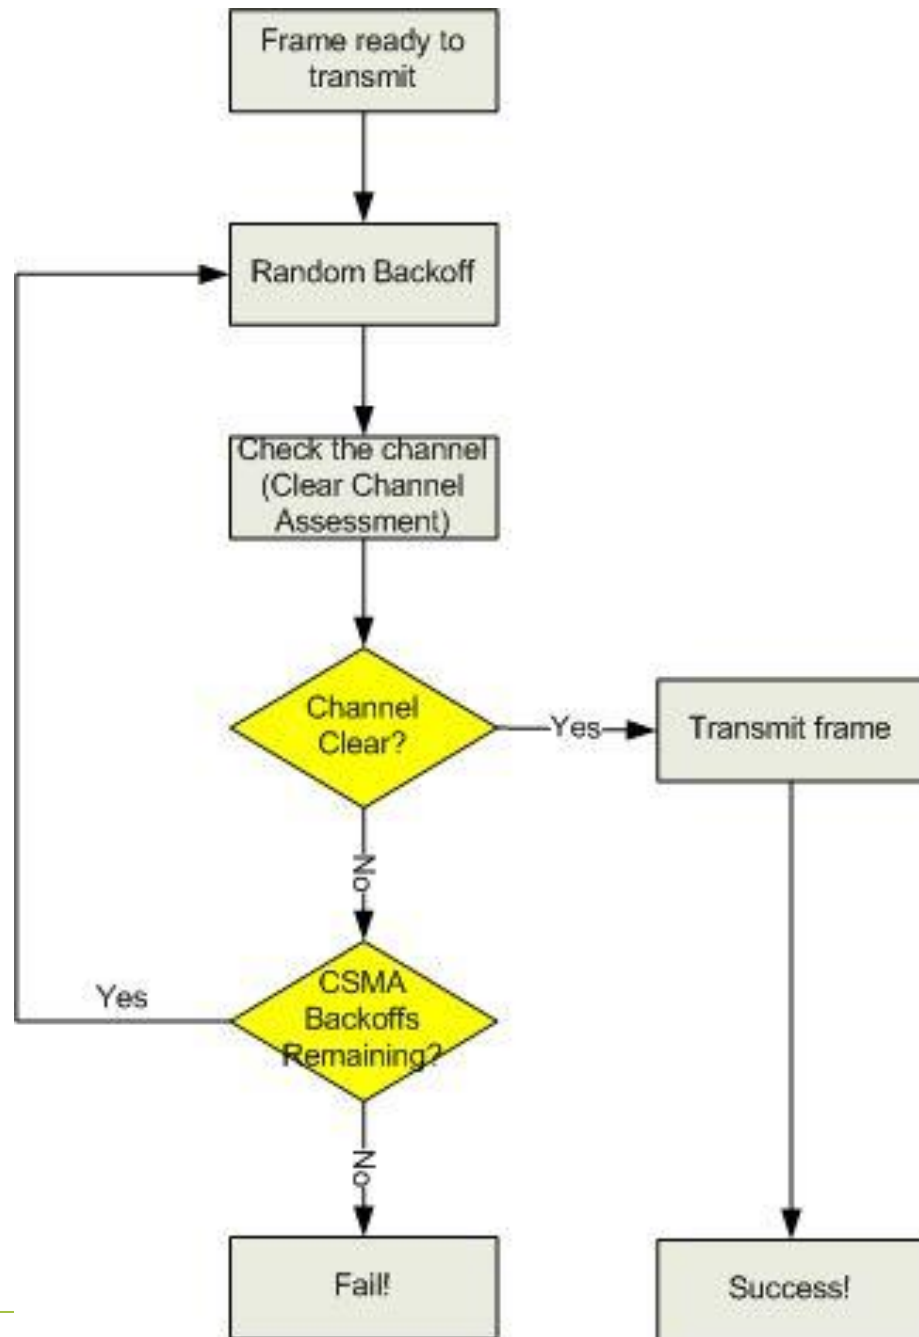 Frame ready to
transmit
Random Backoff
Check the channel
(Clear Channel
Assessment)
Channel
Clear?
Yes
Transmit frame
No
CSMA
Backoffs
Remaining?
Yes
No
Fail!
Success!